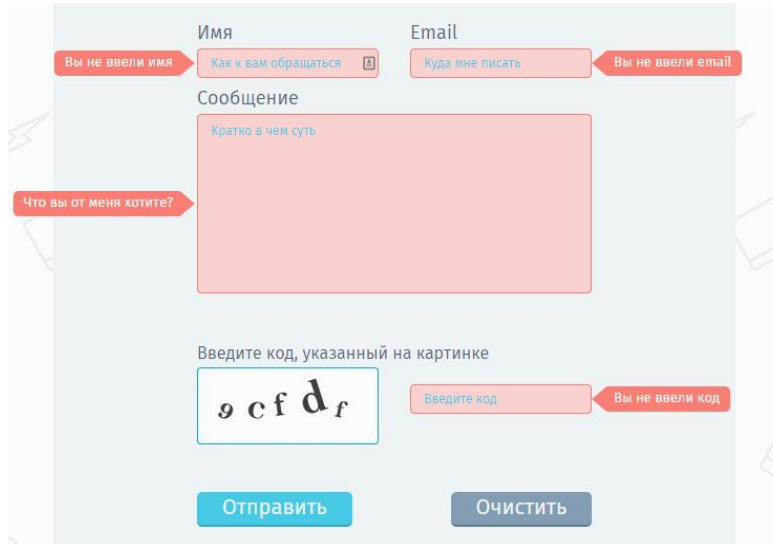 Имя
Email
Вы не ввели имя
Как к вам обращаться
Куда мне писать
Вы не ввели email
Сообщение
Кратко в чем суть
Что вы от меня хотите?
Введите код, указанный на картинке
9cfdf
Введите код
Вы не ввели код
Отправить
Очистить